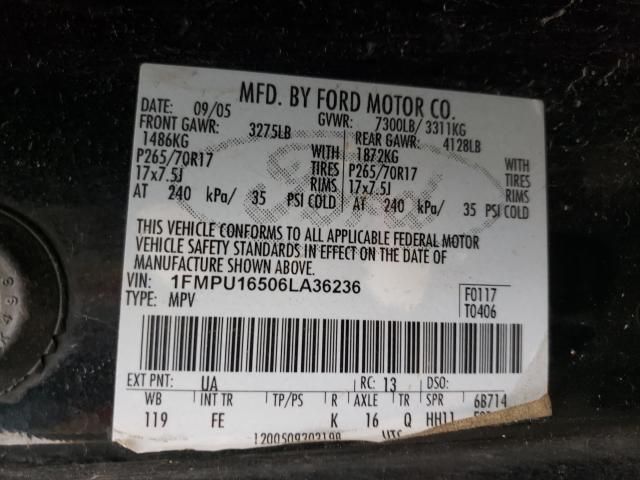 MFD. BY FORD MOTOR CO.
DATE: 09/05 GVWR: 7300LB/ 3311KG
FRONT GAWR: 3275LB REAR GAWR: 4128LB
1486KG WITH 1872KG WITH
P265/70R17 TIRES P265/70R17 TIRES
17x7.5J RIMS 17x7.5J RIMS
AT 240 kPa/ 35 PSI COLD AT 240 kPa/ 35 PSI COLD
THIS VEHICLE CONFORMS TO ALL APPLICABLE FEDERAL MOTOR
VEHICLE SAFETY STANDARDS IN EFFECT ON THE DATE OF
MANUFACTURE SHOWN ABOVE.
VIN: 1FMPU16506LA36236 F0117
TYPE: MPV T0406
EXT PNT: UA RC: 13 DSO:
WB INT TR TP/PS R AXLE TR SPR 6B714
119 FE K 16 Q HH11